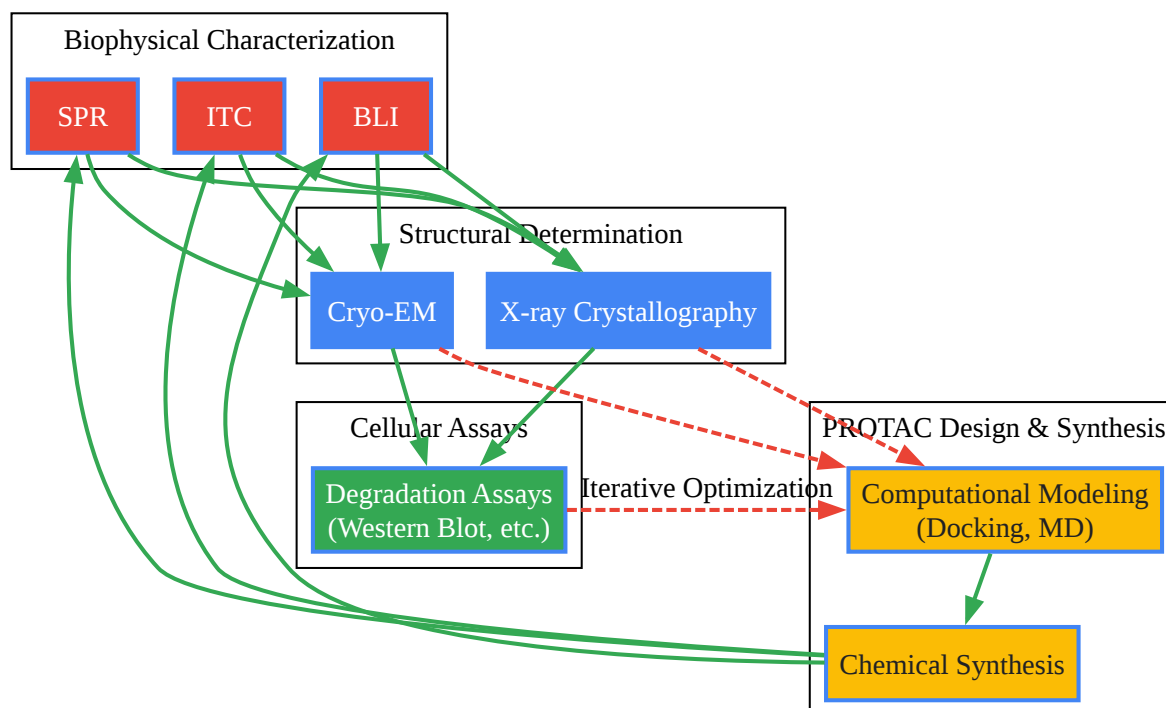 Biophysical Characterization
SPR
ITC
BLI
Structural Determination
Cryo-EM
X-ray Crystallography
Cellular Assays
PROTAC Design & Synthesis
Degradation Assays
(Western Blot, etc.)
Iterative Optimization
Computational Modeling
(Docking, MD)
Chemical Synthesis